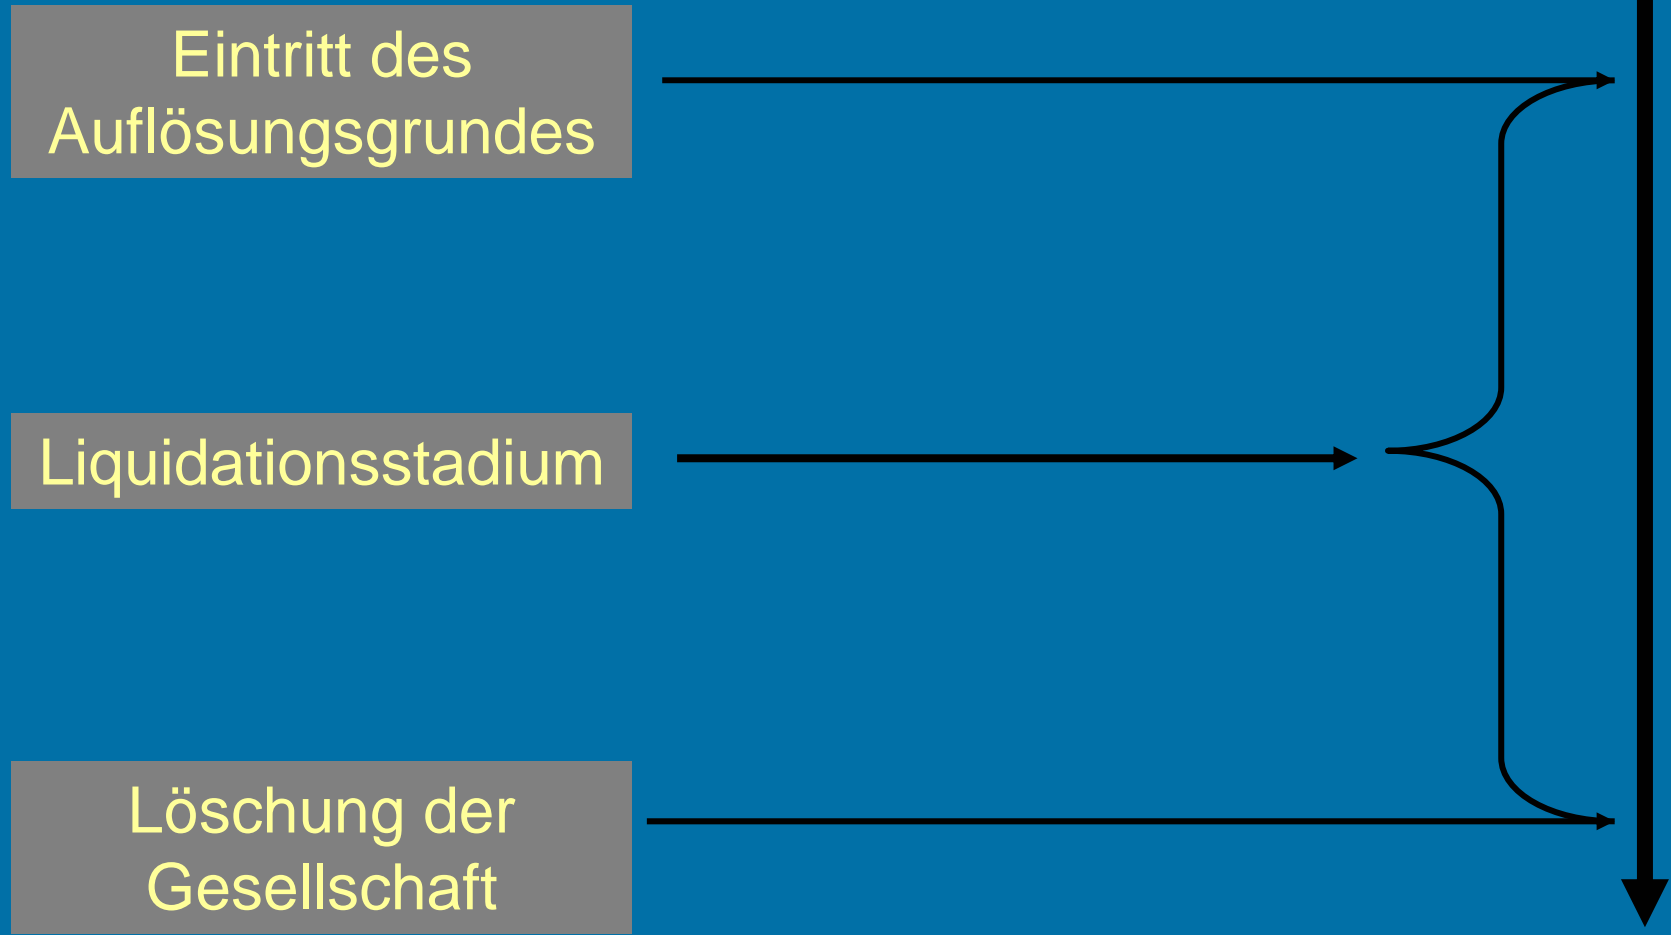 Eintritt des
Auflösungsgrundes
Liquidationsstadium
Löschung der
Gesellschaft